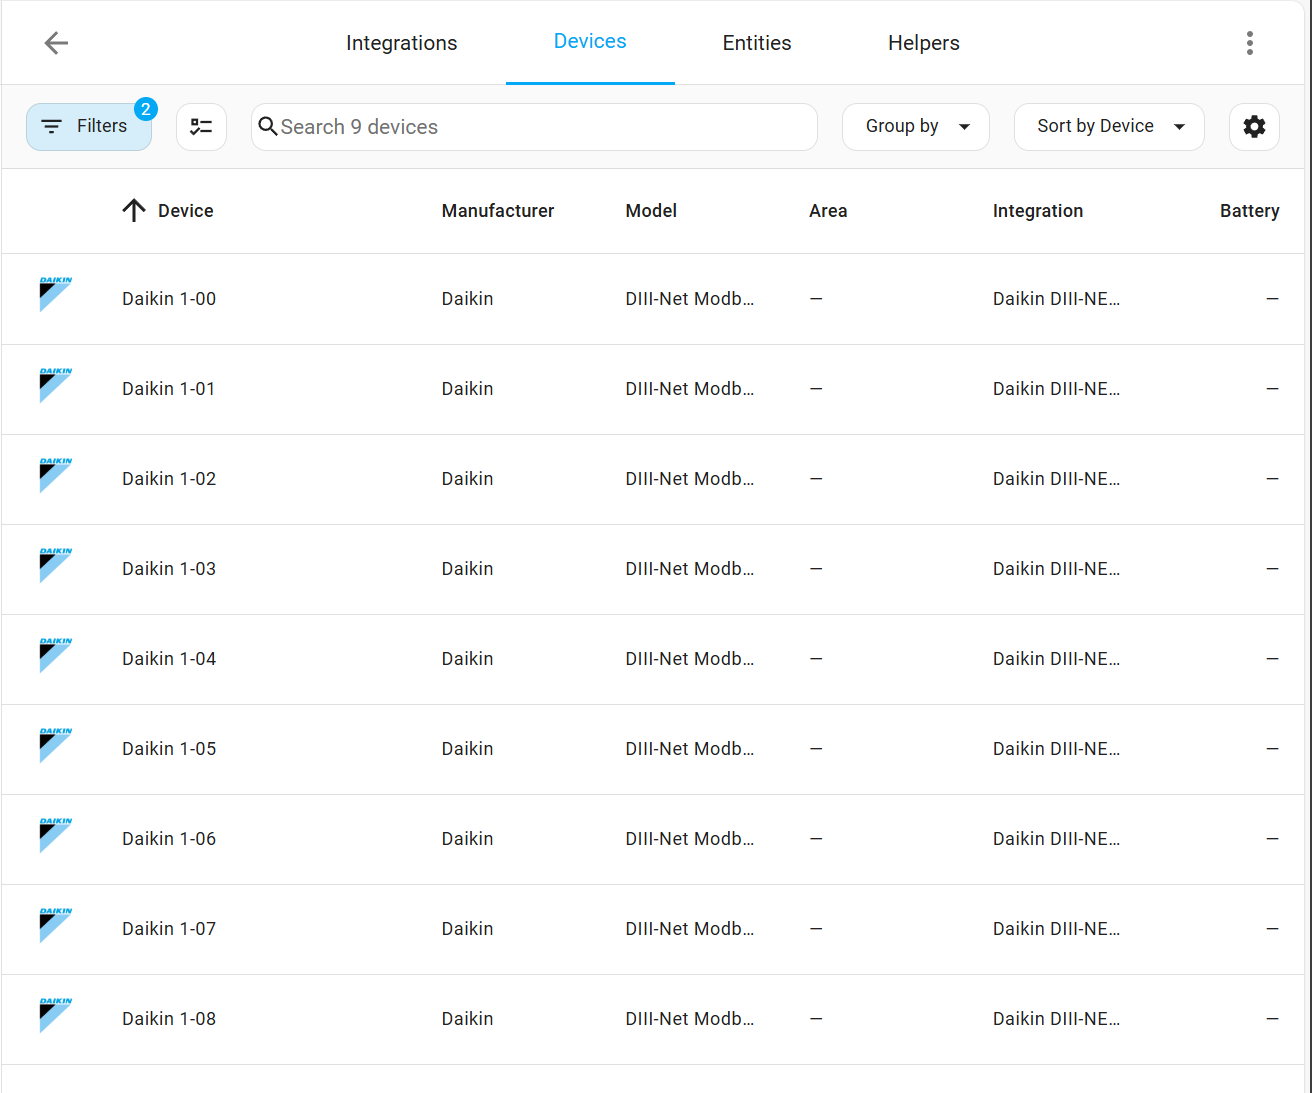 Integrations Devices Entities Helpers
Filters 2 Search 9 devices Group by Sort by Device
Device Manufacturer Model Area Integration Battery
DAIKIN Daikin 1-00 Daikin DIII-Net Modb... — Daikin DIII-NE... —
DAIKIN Daikin 1-01 Daikin DIII-Net Modb... — Daikin DIII-NE... —
DAIKIN Daikin 1-02 Daikin DIII-Net Modb... — Daikin DIII-NE... —
DAIKIN Daikin 1-03 Daikin DIII-Net Modb... — Daikin DIII-NE... —
DAIKIN Daikin 1-04 Daikin DIII-Net Modb... — Daikin DIII-NE... —
DAIKIN Daikin 1-05 Daikin DIII-Net Modb... — Daikin DIII-NE... —
DAIKIN Daikin 1-06 Daikin DIII-Net Modb... — Daikin DIII-NE... —
DAIKIN Daikin 1-07 Daikin DIII-Net Modb... — Daikin DIII-NE... —
DAIKIN Daikin 1-08 Daikin DIII-Net Modb... — Daikin DIII-NE... —